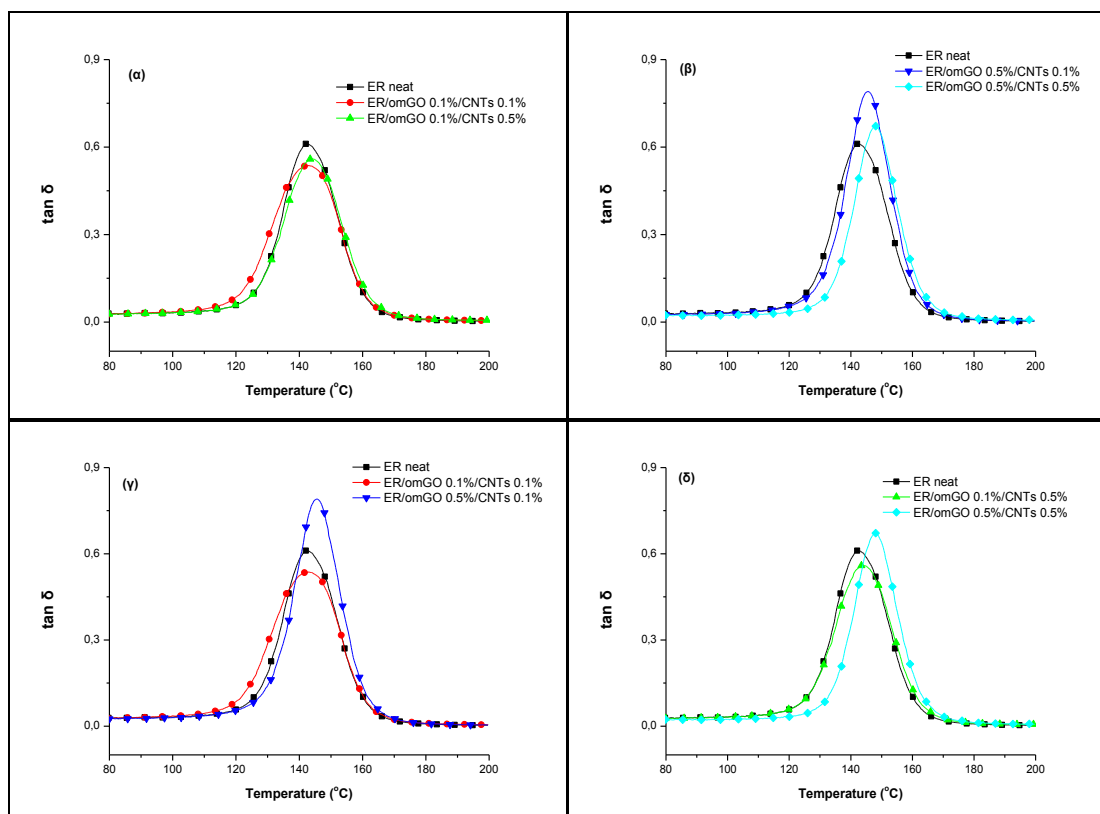 (α)
ER neat
ER/omGO 0.1%/CNTs 0.1%
ER/omGO 0.1%/CNTs 0.5%
0,9
0,6
0,3
0,0
tan δ
80 100 120 140 160 180 200
Temperature (°C)
(β)
ER neat
ER/omGO 0.5%/CNTs 0.1%
ER/omGO 0.5%/CNTs 0.5%
0,9
0,6
0,3
0,0
tan δ
80 100 120 140 160 180 200
Temperature (°C)
(γ)
ER neat
ER/omGO 0.1%/CNTs 0.1%
ER/omGO 0.5%/CNTs 0.1%
0,9
0,6
0,3
0,0
tan δ
80 100 120 140 160 180 200
Temperature (°C)
(δ)
ER neat
ER/omGO 0.1%/CNTs 0.5%
ER/omGO 0.5%/CNTs 0.5%
0,9
0,6
0,3
0,0
tan δ
80 100 120 140 160 180 200
Temperature (°C)